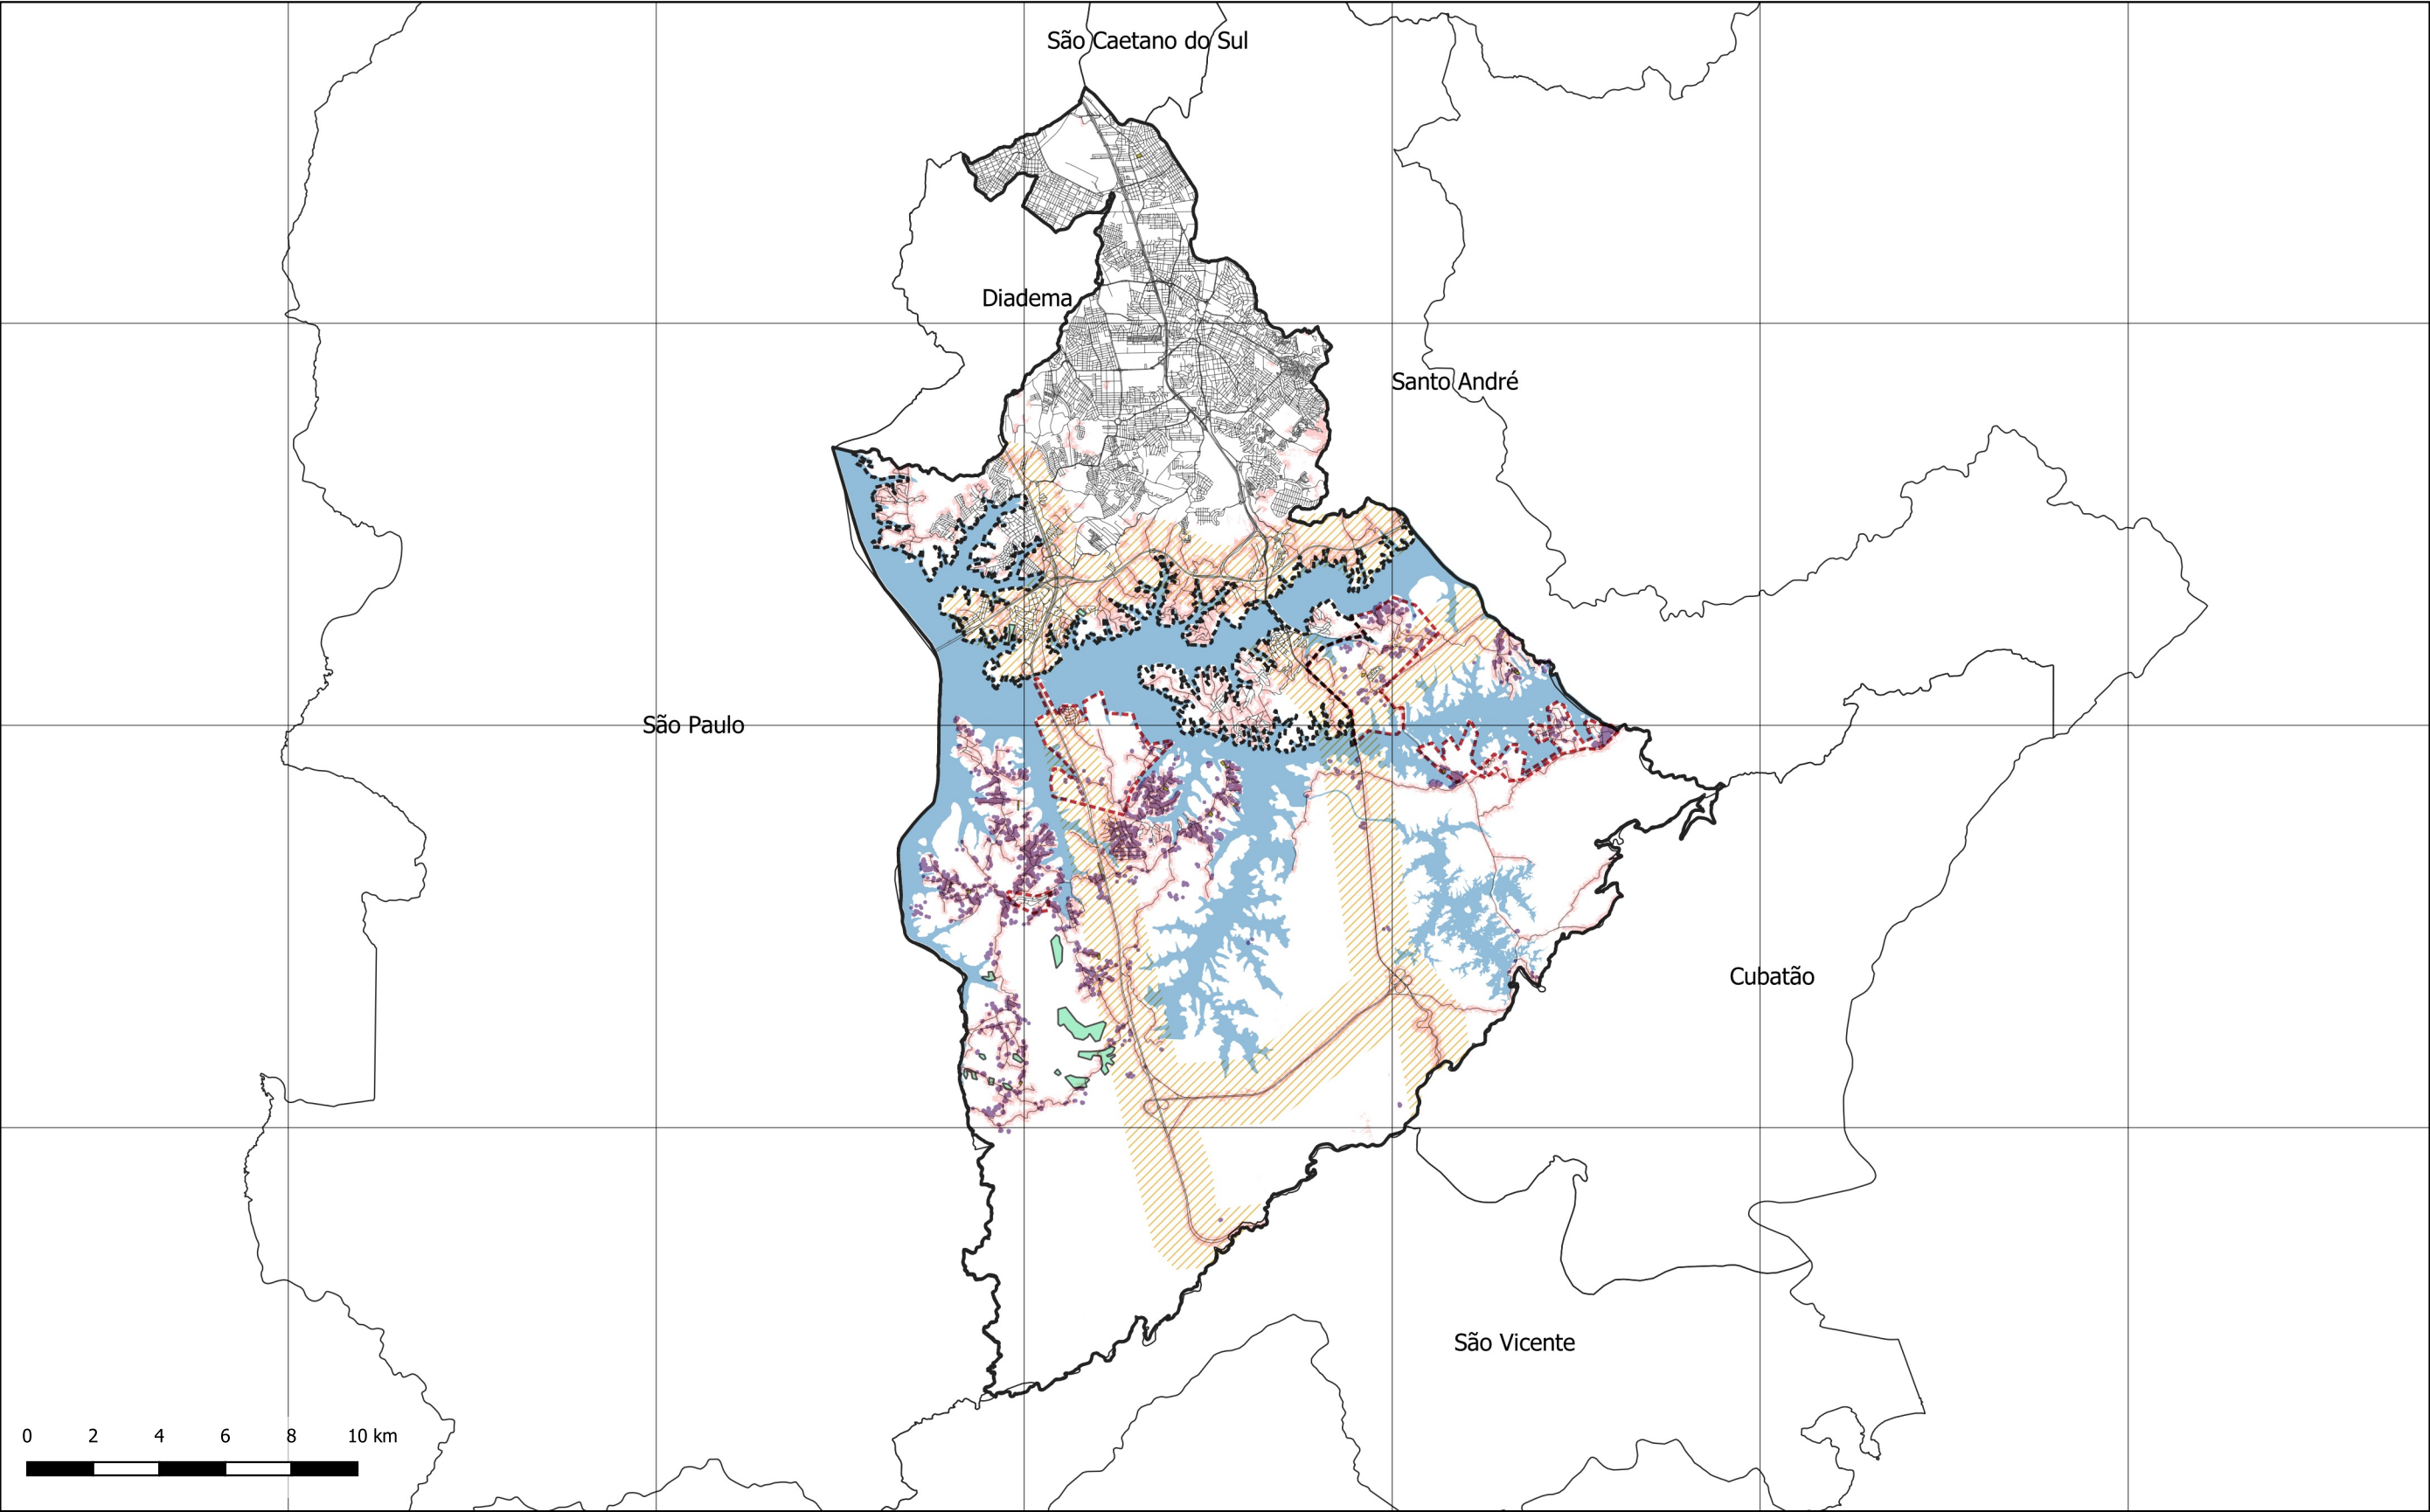 São Caetano do Sul
Diadema
Santo André
São Paulo
Cubatão
São Vicente
0 2 4 6 8 10 km